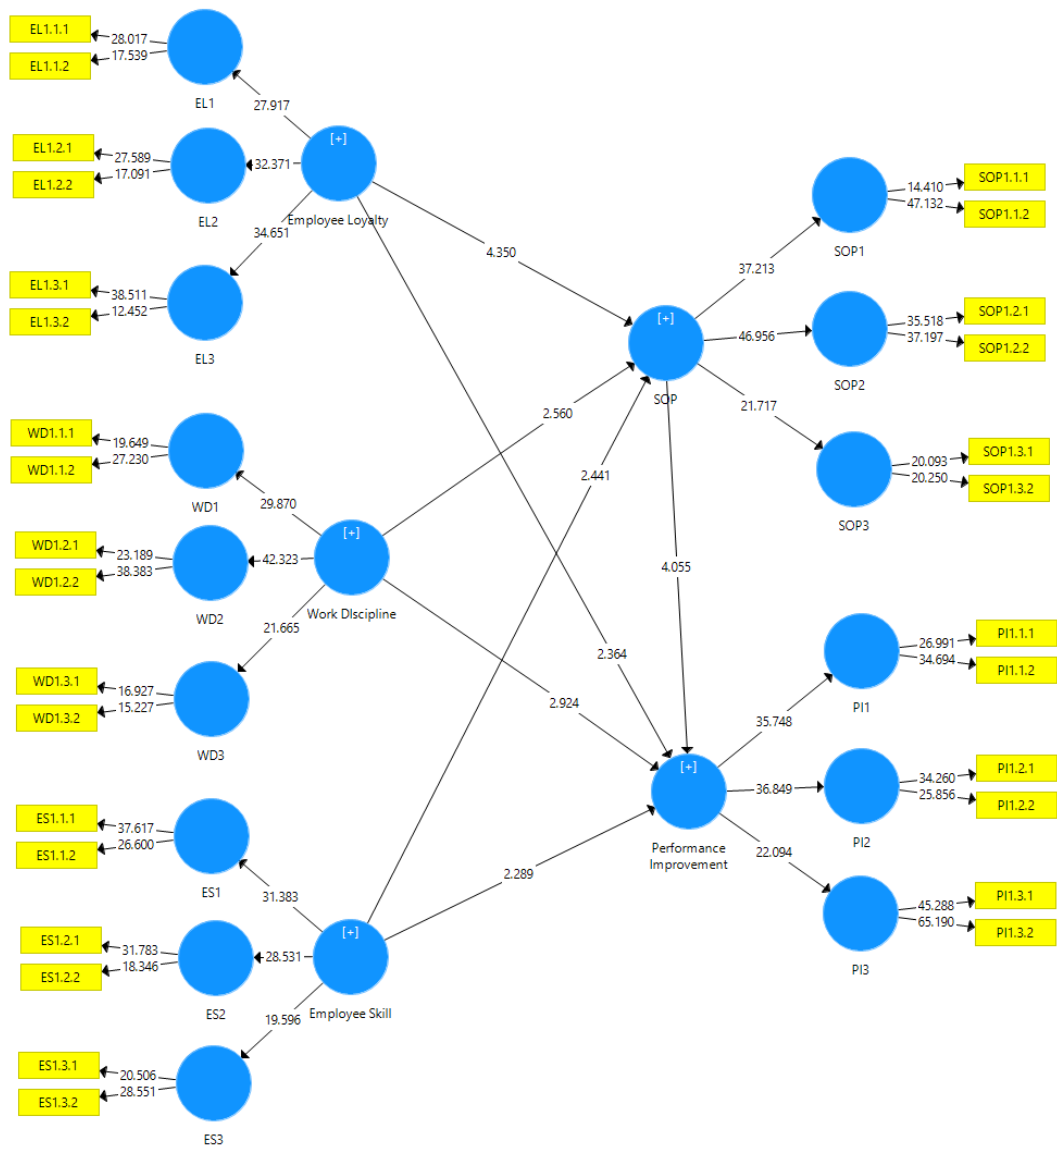 EL1.1.1
28.017
17.539
EL1.1.2
EL1
27.917
[+]
EL1.2.1
27.589
17.091
EL1.2.2
32.371
EL2
Employee Loyalty
34.651
EL1.3.1
38.511
12.452
EL1.3.2
EL3
4.350
SOP1.1.1
14.410
47.132
SOP1.1.2
SOP1
37.213
[+]
SOP
46.956
SOP1.2.1
35.518
37.197
SOP1.2.2
SOP2
21.717
SOP1.3.1
20.093
20.250
SOP1.3.2
SOP3
2.560
2.441
WD1.1.1
19.649
27.230
WD1.1.2
WD1
29.870
[+]
WD1.2.1
23.189
38.383
WD1.2.2
42.323
WD2
Work DIscipline
21.665
WD1.3.1
16.927
15.227
WD1.3.2
WD3
4.055
2.364
2.924
PI1.1.1
26.991
34.694
PI1.1.2
PI1
35.748
[+]
Performance
Improvement
36.849
PI1.2.1
34.260
25.856
PI1.2.2
PI2
22.094
PI1.3.1
45.288
65.190
PI1.3.2
PI3
2.289
ES1.1.1
37.617
26.600
ES1.1.2
ES1
31.383
[+]
ES1.2.1
31.783
18.346
ES1.2.2
28.531
ES2
Employee Skill
19.596
ES1.3.1
20.506
28.551
ES1.3.2
ES3